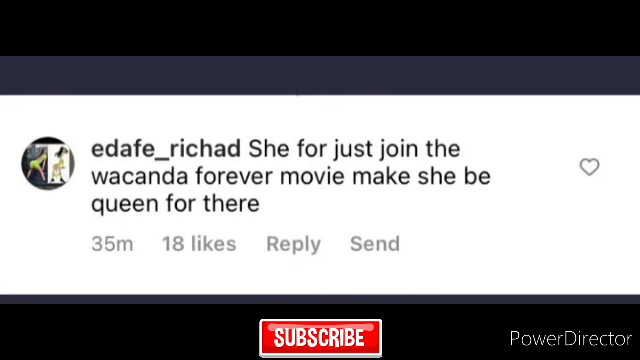 edafe_richad She for just join the
wacanda forever movie make she be
queen for there
35m 18 likes Reply Send
SUBSCRIBE
PowerDirector